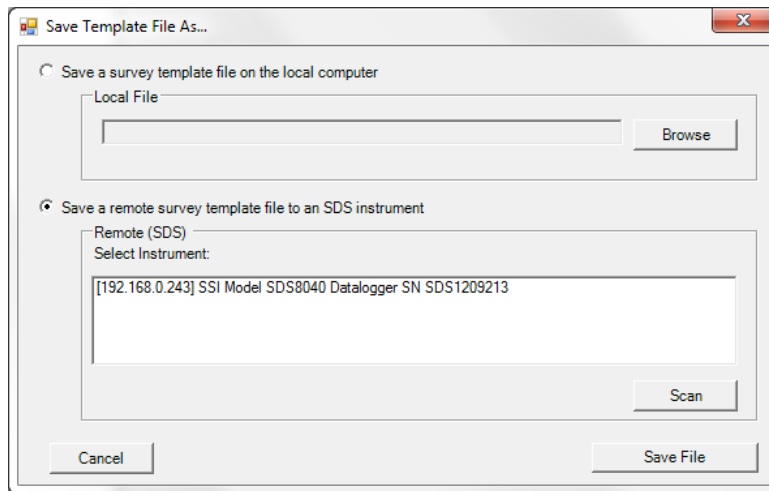 Save Template File As...
Save a survey template file on the local computer
Local File
Browse
Save a remote survey template file to an SDS instrument
Remote (SDS)
Select Instrument:
[192.168.0.243] SSI Model SDS8040 Datalogger SN SDS1209213
Scan
Cancel
Save File